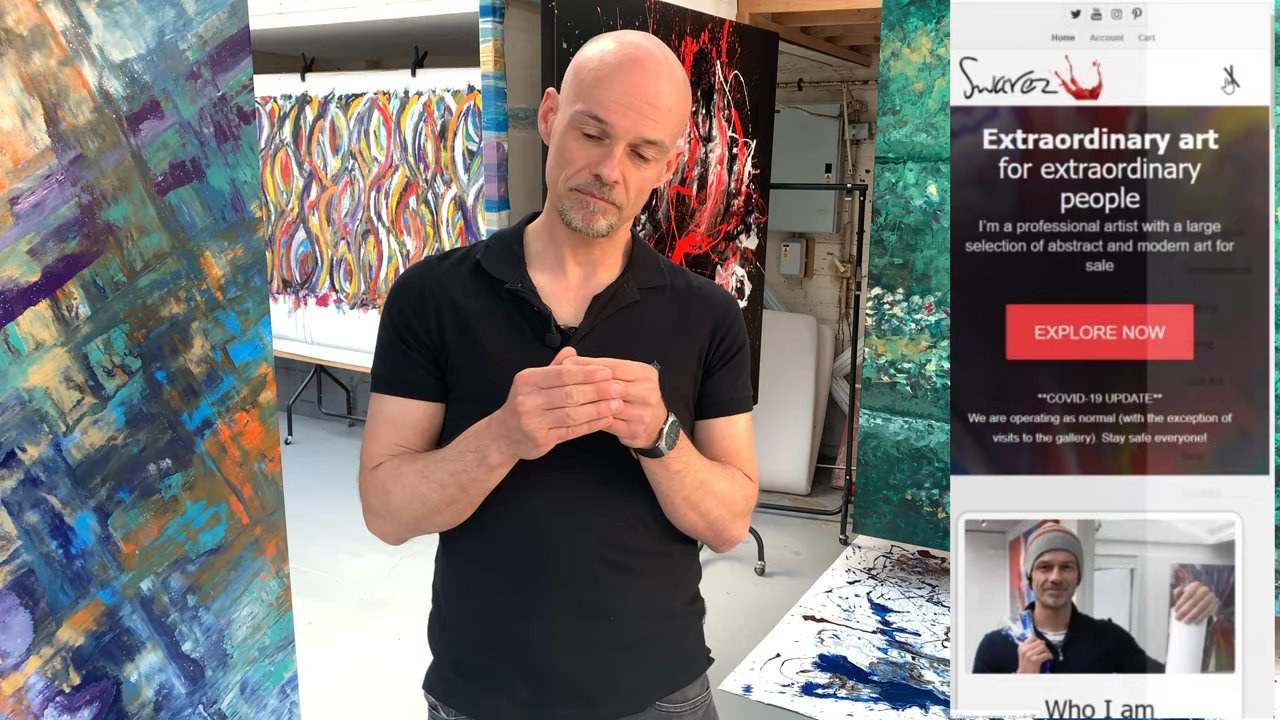 Home Account Cart
Swarez
Extraordinary art
for extraordinary
people
I'm a professional artist with a large
selection of abstract and modern art for
sale
EXPLORE NOW
**COVID-19 UPDATE**
We are operating as normal (with the exception of
visits to the gallery). Stay safe everyone!
Who I am